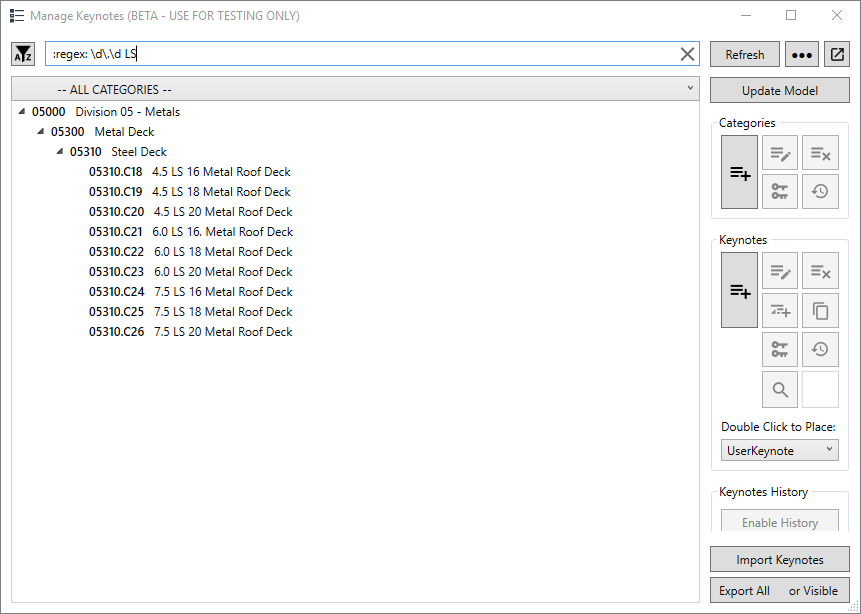 Manage Keynotes (BETA - USE FOR TESTING ONLY)
AZ
:regex: \d\.\d LS
Refresh
Update Model
-- ALL CATEGORIES --
05000 Division 05 - Metals
05300 Metal Deck
05310 Steel Deck
05310.C18 4.5 LS 16 Metal Roof Deck
05310.C19 4.5 LS 18 Metal Roof Deck
05310.C20 4.5 LS 20 Metal Roof Deck
05310.C21 6.0 LS 16. Metal Roof Deck
05310.C22 6.0 LS 18 Metal Roof Deck
05310.C23 6.0 LS 20 Metal Roof Deck
05310.C24 7.5 LS 16 Metal Roof Deck
05310.C25 7.5 LS 18 Metal Roof Deck
05310.C26 7.5 LS 20 Metal Roof Deck
Categories
Keynotes
Double Click to Place:
UserKeynote
Keynotes History
Enable History
Import Keynotes
Export All or Visible